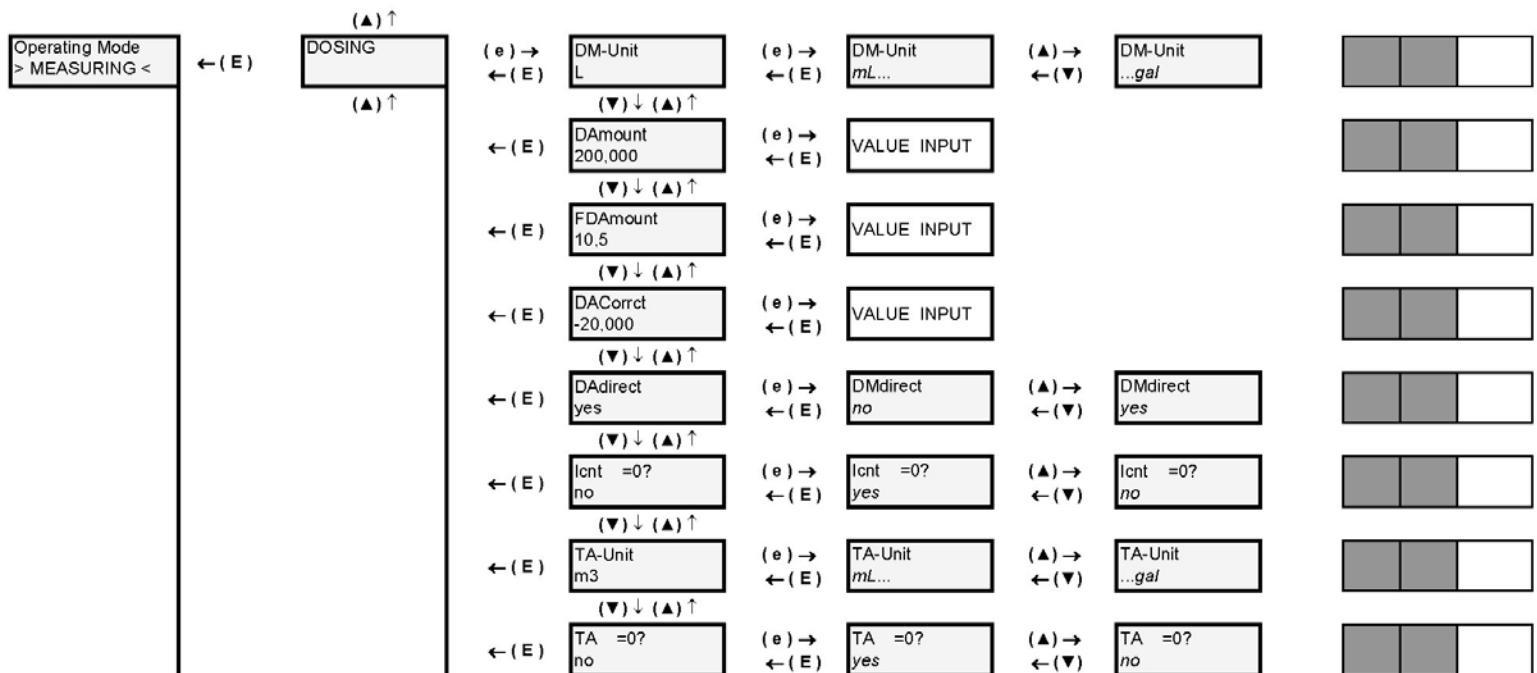 (▲) ↑
Operating Mode
> MEASURING <
← ( E )
DOSING
(▲) ↑
( e ) →
← ( E )
DM-Unit
L
( e ) →
← ( E )
DM-Unit
mL...
(▲) →
← (▼)
DM-Unit
...gal
(▼) ↓ (▲) ↑
← ( E )
DAmount
200,000
( e ) →
← ( E )
VALUE INPUT
(▼) ↓ (▲) ↑
← ( E )
FDAmount
10,5
( e ) →
← ( E )
VALUE INPUT
(▼) ↓ (▲) ↑
← ( E )
DACorrct
-20,000
( e ) →
← ( E )
VALUE INPUT
(▼) ↓ (▲) ↑
← ( E )
DAdirect
yes
( e ) →
← ( E )
DMdirect
no
(▲) →
← (▼)
DMdirect
yes
(▼) ↓ (▲) ↑
← ( E )
Icnt =0?
no
( e ) →
← ( E )
Icnt =0?
yes
(▲) →
← (▼)
Icnt =0?
no
(▼) ↓ (▲) ↑
← ( E )
TA-Unit
m3
( e ) →
← ( E )
TA-Unit
mL...
(▲) →
← (▼)
TA-Unit
...gal
(▼) ↓ (▲) ↑
← ( E )
TA =0?
no
( e ) →
← ( E )
TA =0?
yes
(▲) →
← (▼)
TA =0?
no